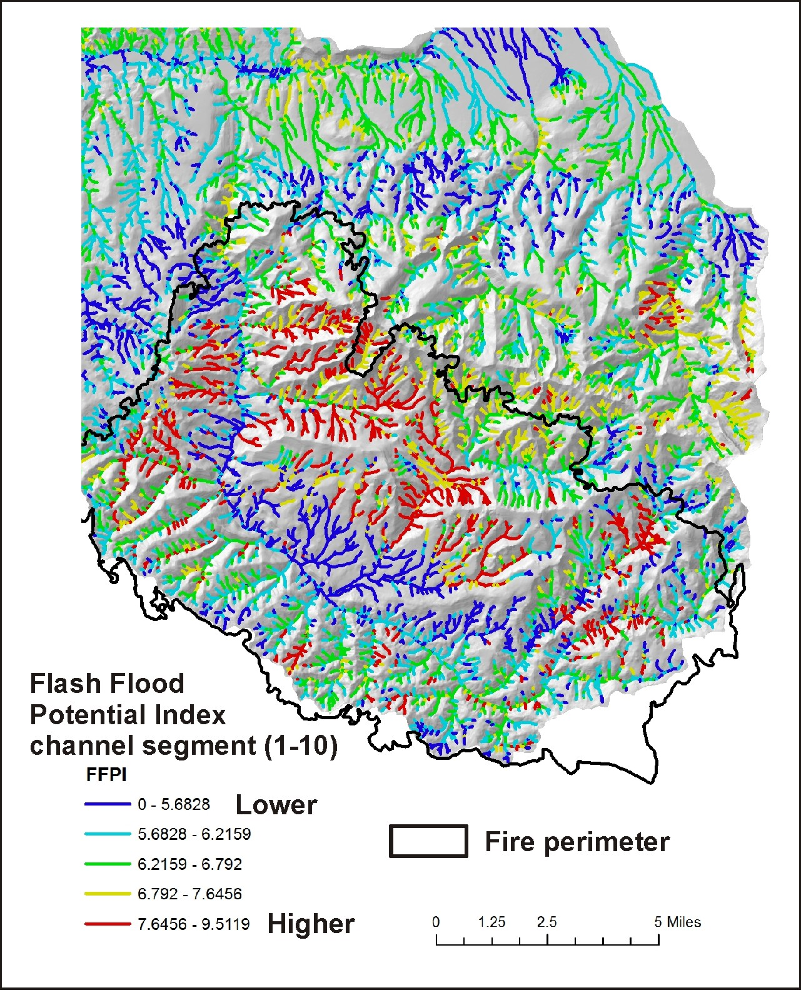 Flash Flood
Potential Index
channel segment (1-10)
FFPI
0 - 5.6828 Lower
5.6828 - 6.2159
6.2159 - 6.792
6.792 - 7.6456
7.6456 - 9.5119 Higher
Fire perimeter
0 1.25 2.5 5 Miles